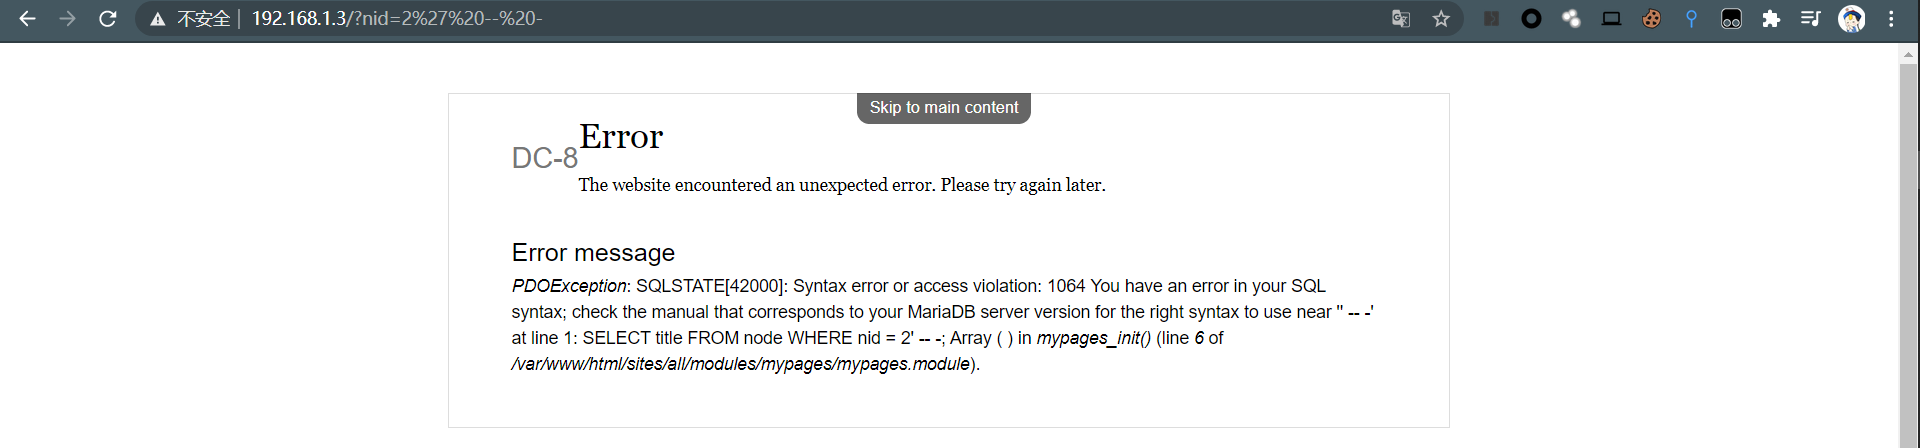 不安全 192.168.1.3/?nid=2%27%20--%20-
Skip to main content
Error
DC-8
The website encountered an unexpected error. Please try again later.
Error message
PDOException: SQLSTATE[42000]: Syntax error or access violation: 1064 You have an error in your SQL
syntax; check the manual that corresponds to your MariaDB server version for the right syntax to use near '' -- -'
at line 1: SELECT title FROM node WHERE nid = 2' -- -; Array ( ) in mypages_init() (line 6 of
/var/www/html/sites/all/modules/mypages/mypages.module).